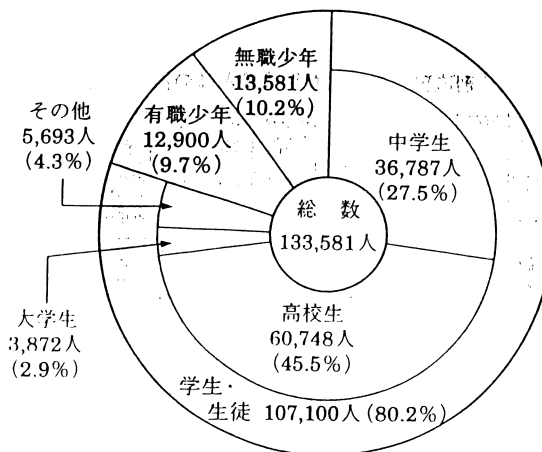 無職少年
13,581人
(10.2%)
その他
5,693人
(4.3%)
有職少年
12,900人
(9.7%)
中学生
36,787人
(27.5%)
総 数
133,581人
大学生
3,872人
(2.9%)
高校生
60,748人
(45.5%)
学生・
生徒 107,100人(80.2%)